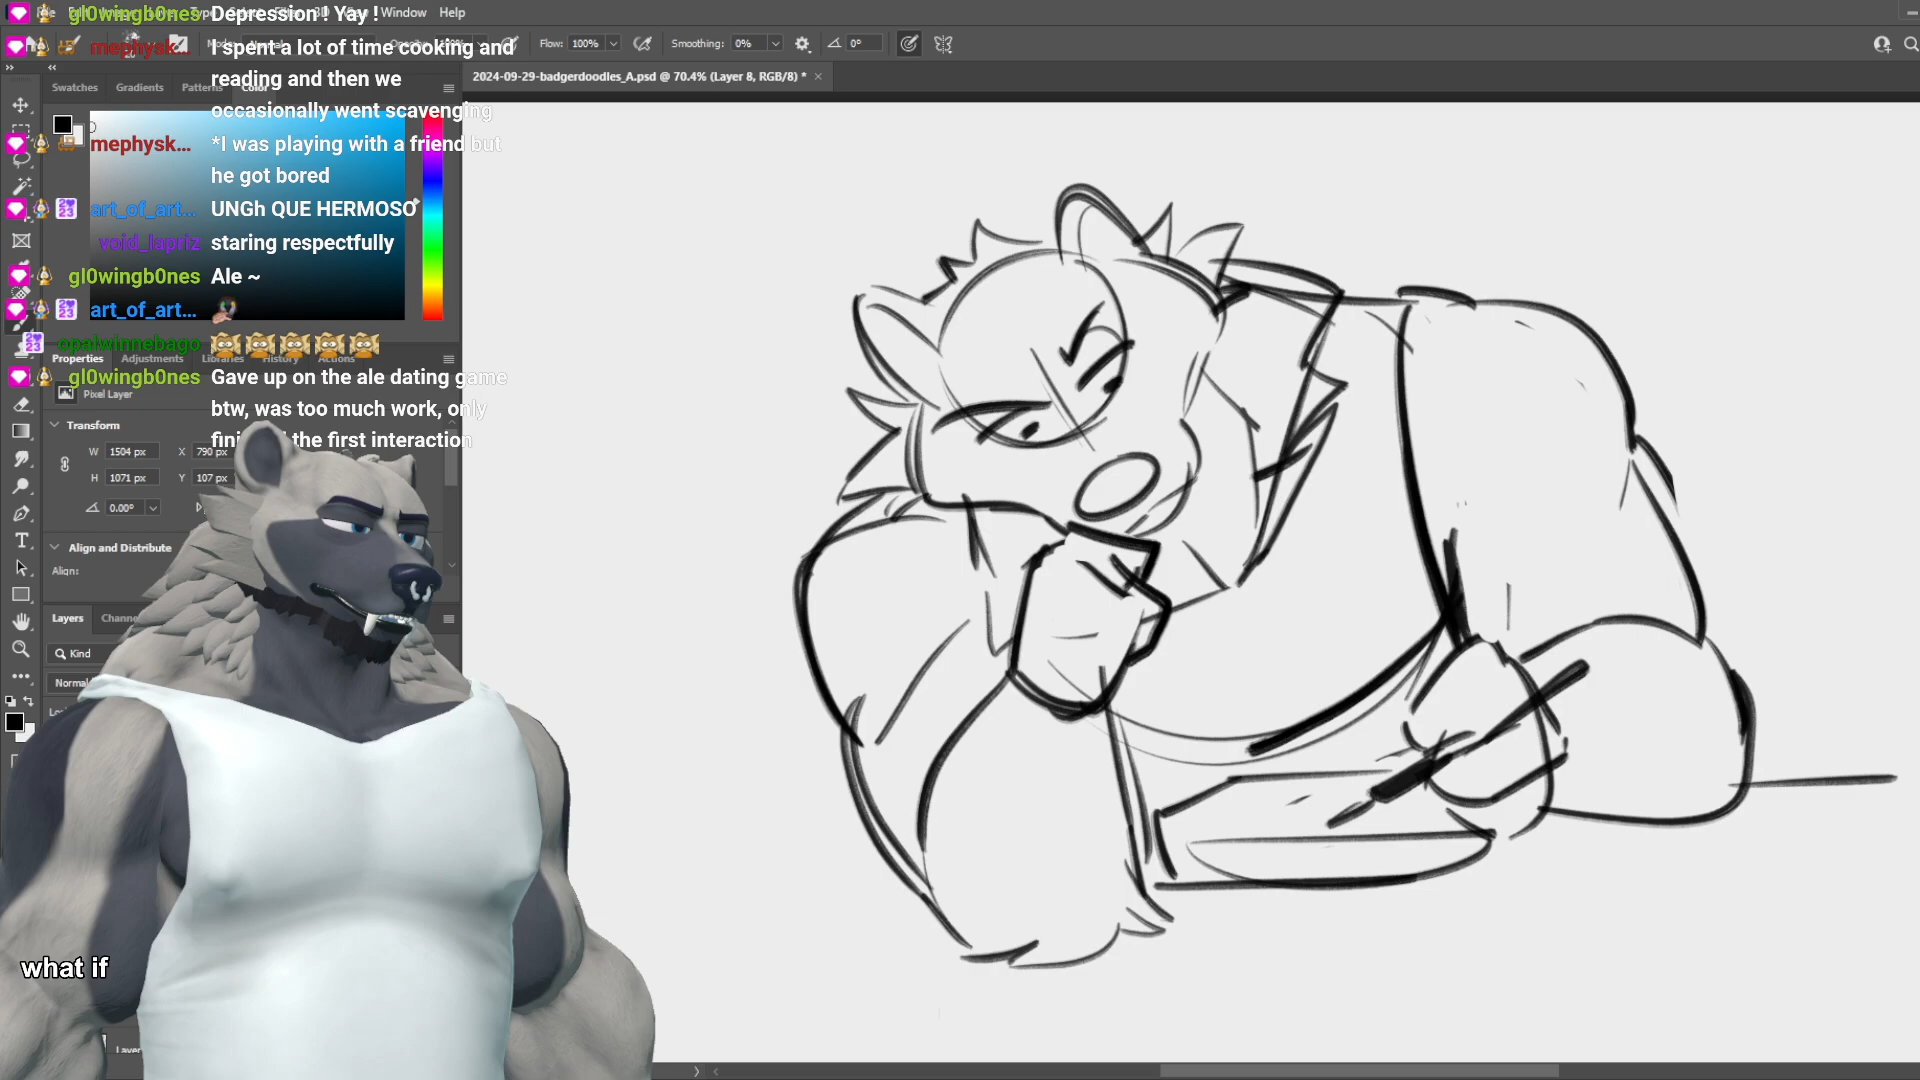 Window Help
gl0wingb0nes Depression ! Yay !
Flow: 100% Smoothing: 0% 0°
mephysk... I spent a lot of time cooking and
reading and then we
occasionally went scavenging
2024-09-29-badgerdoodles_A.psd @ 70.4% (Layer 8, RGB/8) * ×
Swatches Gradients Patterns Color
mephysk... *I was playing with a friend but
he got bored
art_of_art... UNGh QUE HERMOSO
void_lapriz staring respectfully
gl0wingb0nes Ale ~
art_of_art...
opalwinnebago
Properties Adjustments Libraries History Actions
gl0wingb0nes Gave up on the ale dating game
Pixel Layer
btw, was too much work, only
Transform
the first interaction
W 1504 px X 790 px
H 1071 px Y 107 px
0.00°
Align and Distribute
Align:
Layers
Kind
what if